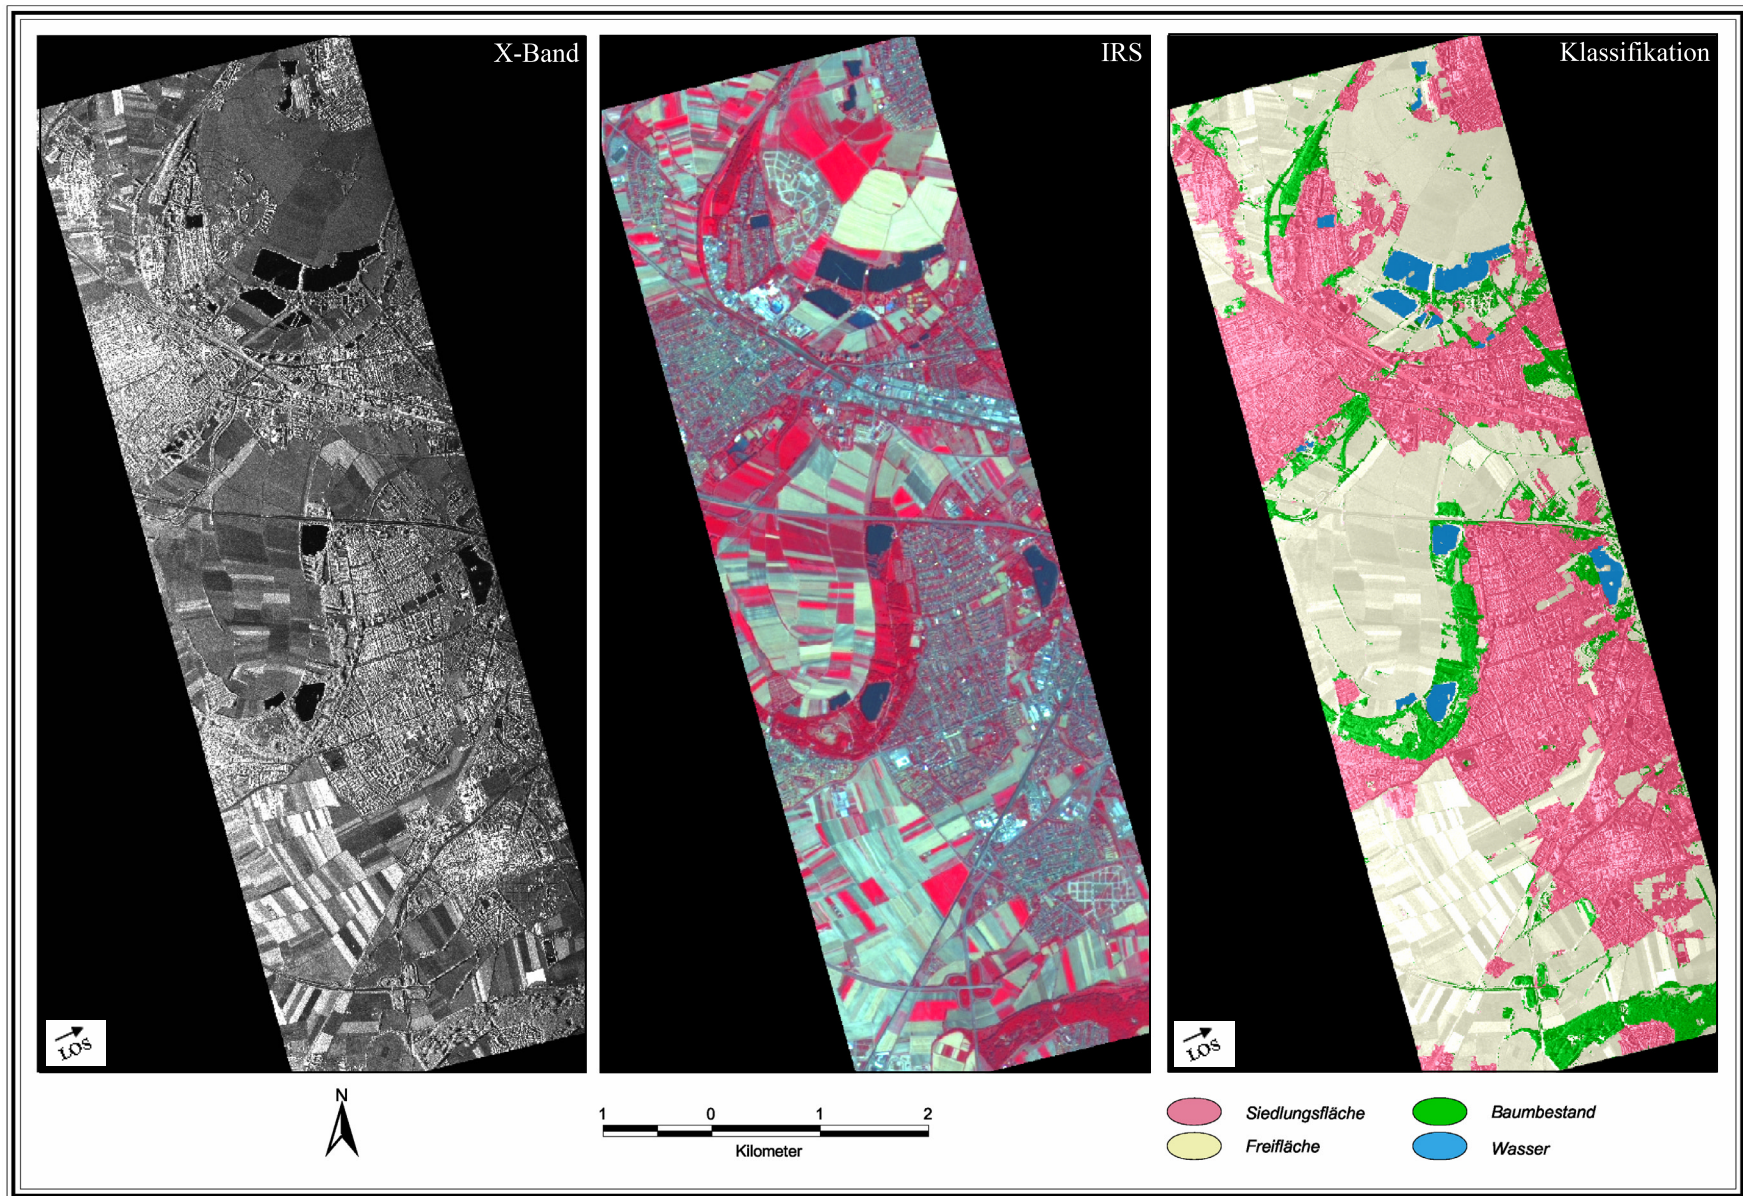 X-Band
IRS
Klassifikation
LOS
LOS
N
1 0 1 2
Kilometer
Siedlungsfläche
Baumbestand
Freifläche
Wasser